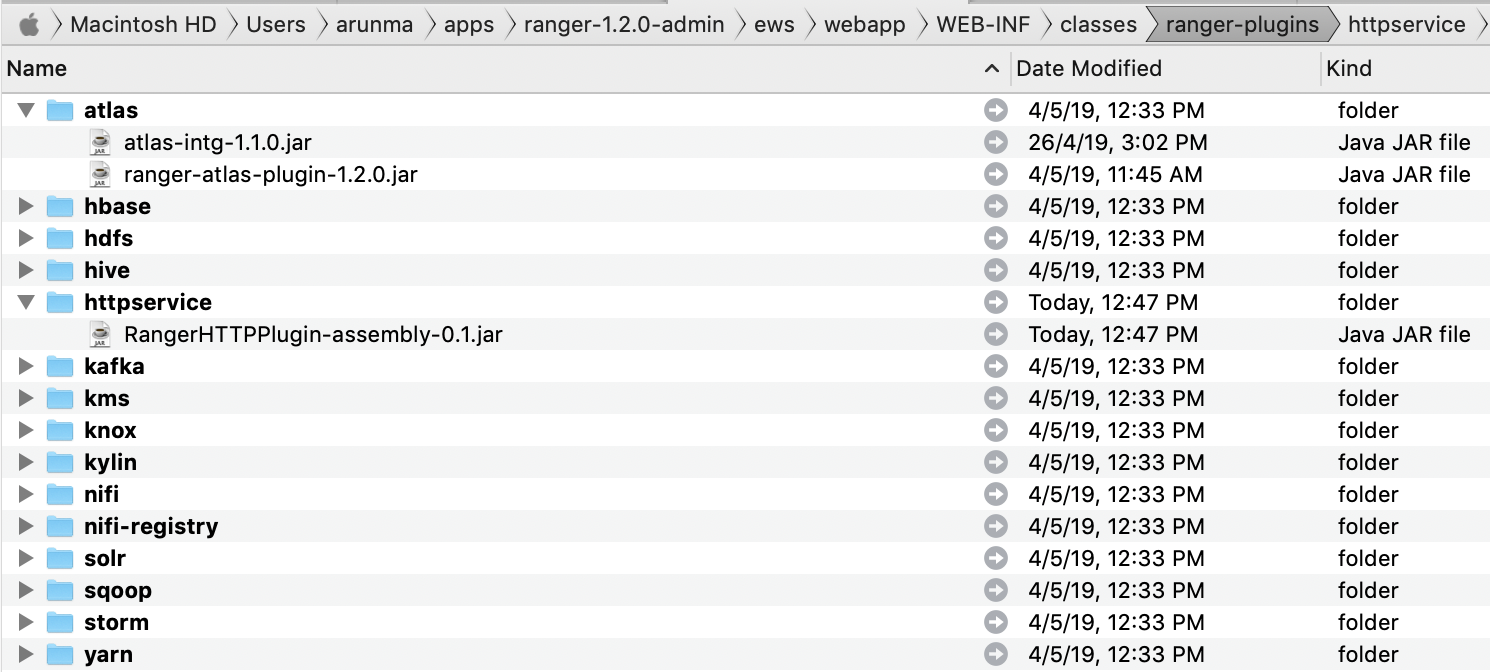 Macintosh HD Users arunma apps ranger-1.2.0-admin ews webapp WEB-INF classes ranger-plugins httpservice
Name Date Modified Kind
atlas 4/5/19, 12:33 PM folder
JAR atlas-intg-1.1.0.jar 26/4/19, 3:02 PM Java JAR file
JAR ranger-atlas-plugin-1.2.0.jar 4/5/19, 11:45 AM Java JAR file
hbase 4/5/19, 12:33 PM folder
hdfs 4/5/19, 12:33 PM folder
hive 4/5/19, 12:33 PM folder
httpservice Today, 12:47 PM folder
JAR RangerHTTPPlugin-assembly-0.1.jar Today, 12:47 PM Java JAR file
kafka 4/5/19, 12:33 PM folder
kms 4/5/19, 12:33 PM folder
knox 4/5/19, 12:33 PM folder
kylin 4/5/19, 12:33 PM folder
nifi 4/5/19, 12:33 PM folder
nifi-registry 4/5/19, 12:33 PM folder
solr 4/5/19, 12:33 PM folder
sqoop 4/5/19, 12:33 PM folder
storm 4/5/19, 12:33 PM folder
yarn 4/5/19, 12:33 PM folder